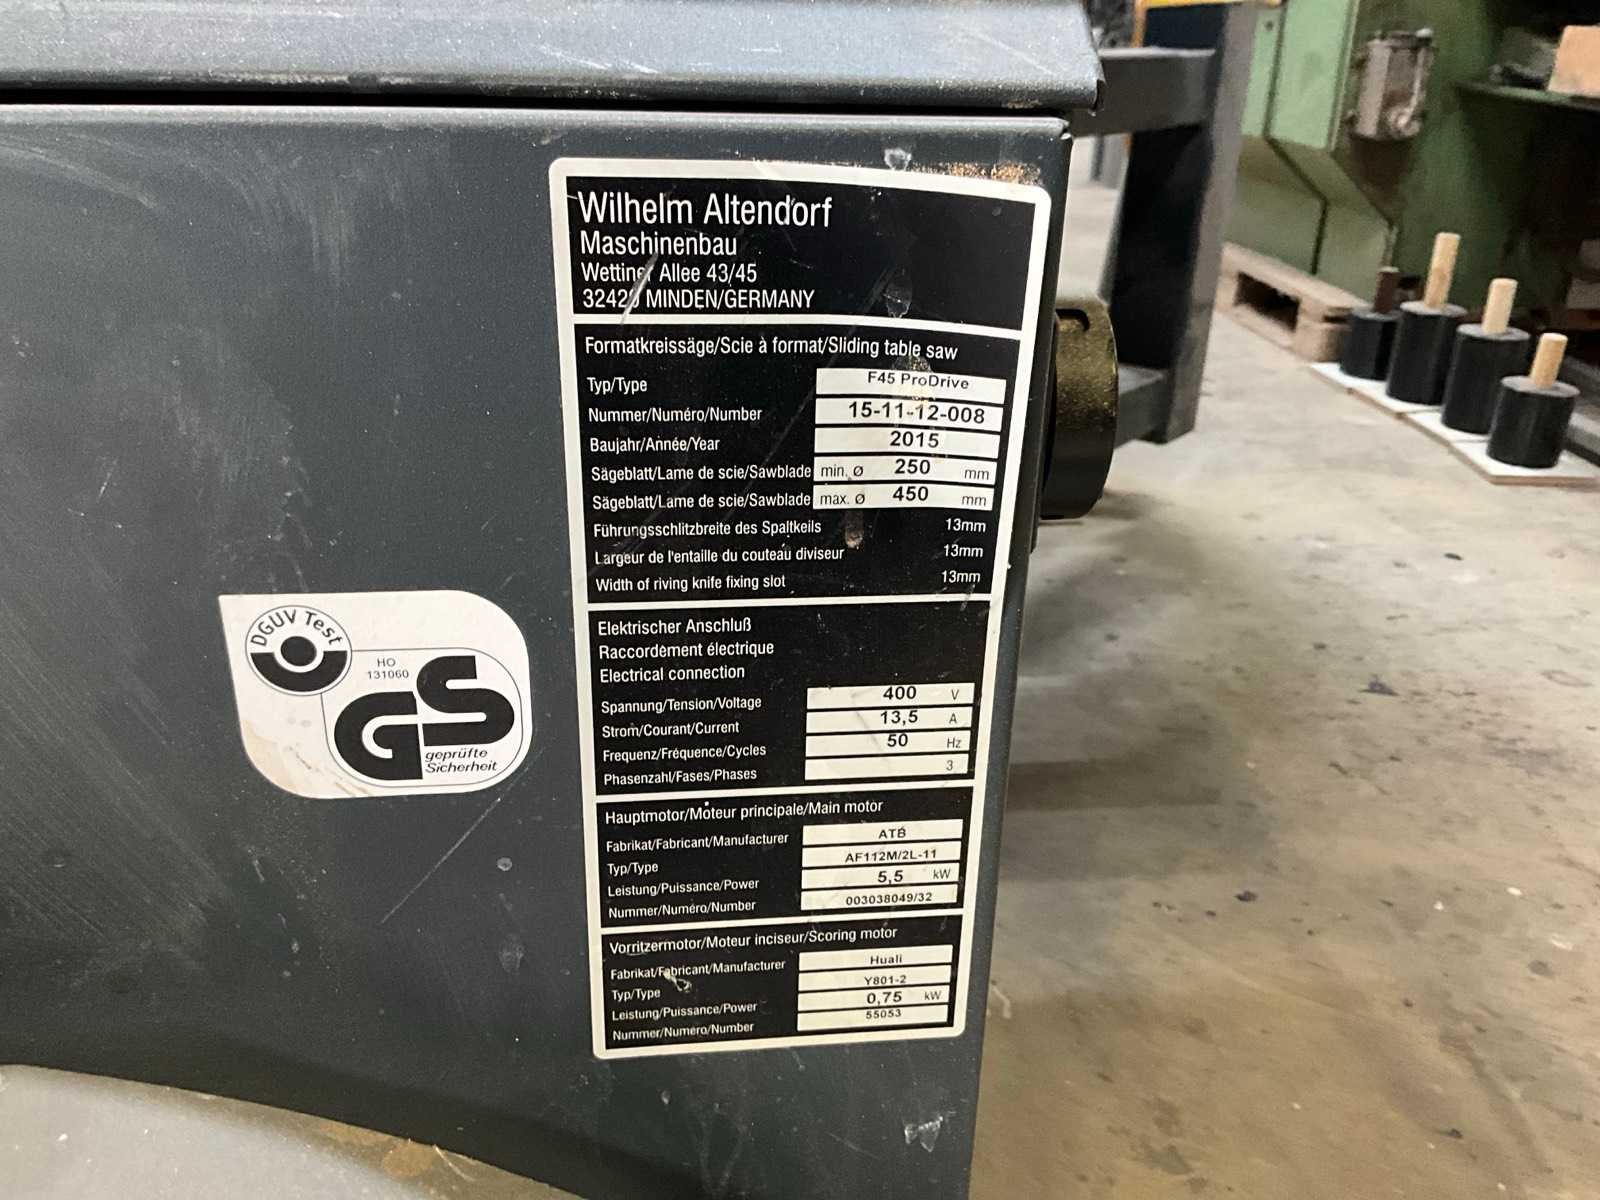 Wilhelm Altendorf
Maschinenbau
Wettiner Allee 43/45
32429 MINDEN/GERMANY
Formatkreissäge/Scie à format/Sliding table saw
Typ/Type F45 ProDrive
Nummer/Numéro/Number 15-11-12-008
Baujahr/Année/Year 2015
Sägeblatt/Lame de scie/Sawblade min. ø 250 mm
Sägeblatt/Lame de scie/Sawblade max. ø 450 mm
Führungsschlitzbreite des Spaltkeils 13mm
Largeur de l'entaille du couteau diviseur 13mm
Width of riving knife fixing slot 13mm
Elektrischer Anschluß
Raccordement électrique
Electrical connection
Spannung/Tension/Voltage 400 V
Strom/Courant/Current 13,5 A
Frequenz/Fréquence/Cycles 50 Hz
Phasenzahl/Fases/Phases 3
Hauptmotor/Moteur principale/Main motor
Fabrikat/Fabricant/Manufacturer ATB
Typ/Type AF112M/2L-11
Leistung/Puissance/Power 5,5 kW
Nummer/Numéro/Number 003038049/32
Vorritzermotor/Moteur inciseur/Scoring motor
Fabrikat/Fabricant/Manufacturer Huali
Typ/Type Y801-2
Leistung/Puissance/Power 0,75 kW
Nummer/Numéro/Number 55053
DGUV Test
HO
131060
GS
geprüfte
Sicherheit